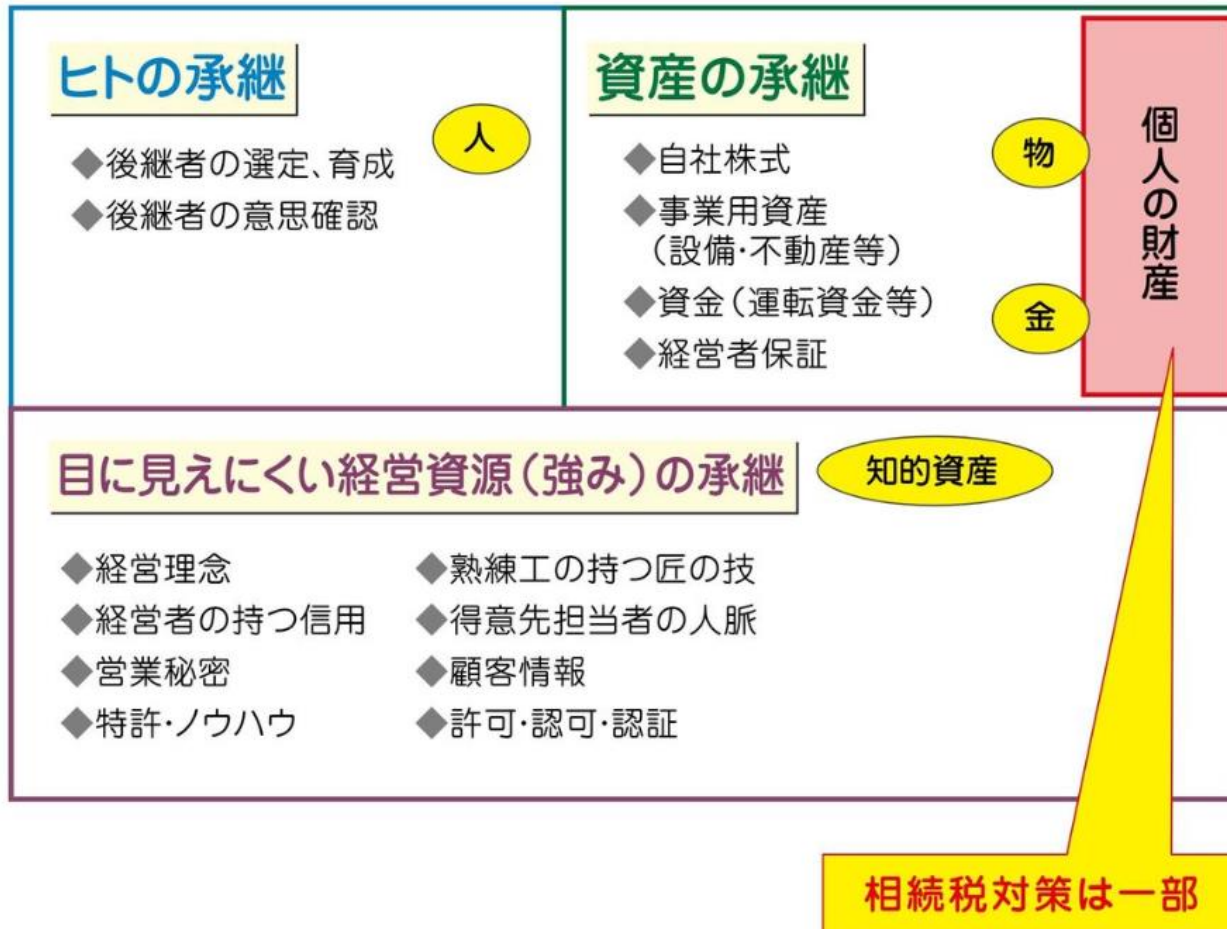 ヒトの承継
人
◆後継者の選定、育成
◆後継者の意思確認
資産の承継
◆自社株式
◆事業用資産
（設備・不動産等）
◆資金（運転資金等）
◆経営者保証
物
金
個人の財産
目に見えにくい経営資源（強み）の承継
知的資産
◆経営理念
◆経営者の持つ信用
◆営業秘密
◆特許・ノウハウ
◆熟練工の持つ匠の技
◆得意先担当者の人脈
◆顧客情報
◆許可・認可・認証
相続税対策は一部